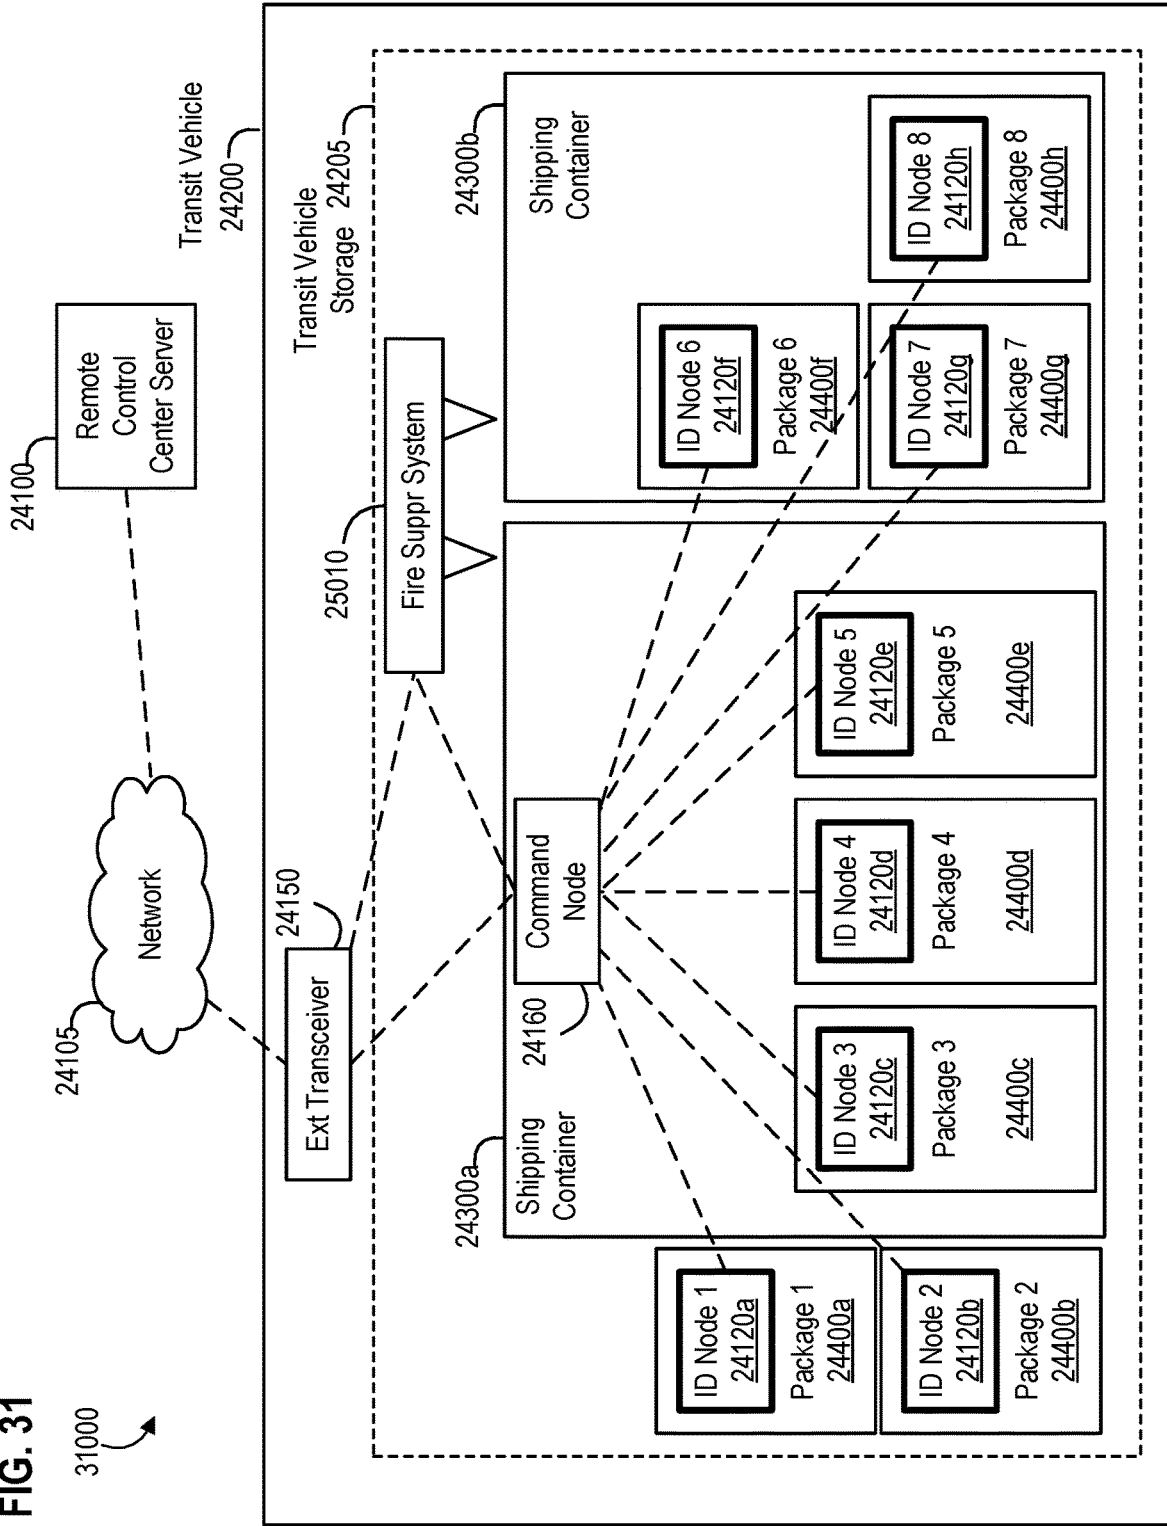 FIG. 31
31000
24105
Network
24100
Remote
Control
Center Server
Transit Vehicle
24200
Ext Transceiver
24150
25010
Fire Suppr System
Transit Vehicle
Storage 24205
24300a
Shipping
Container
24160
Command
Node
24300b
Shipping
Container
ID Node 1
24120a
Package 1
24400a
ID Node 2
24120b
Package 2
24400b
ID Node 3
24120c
Package 3
24400c
ID Node 4
24120d
Package 4
24400d
ID Node 5
24120e
Package 5
24400e
ID Node 6
24120f
Package 6
24400f
ID Node 7
24120g
Package 7
24400g
ID Node 8
24120h
Package 8
24400h